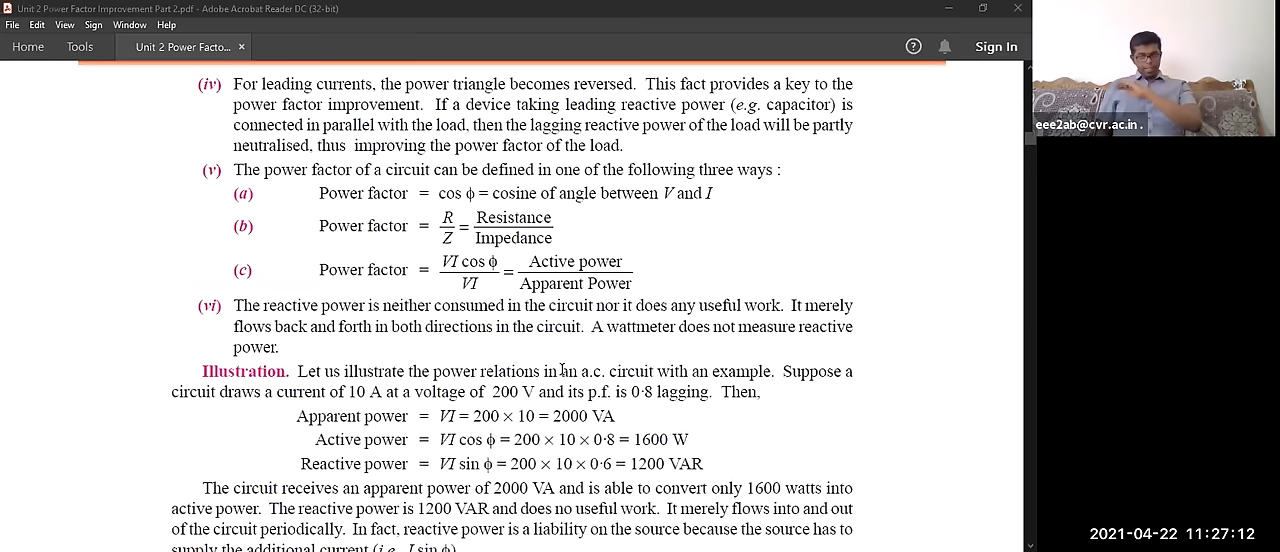 Unit 2 Power Factor Improvement Part 2.pdf - Adobe Acrobat Reader DC (32-bit)
File Edit View Sign Window Help
Home Tools Unit 2 Power Facto... × Sign In
(iv) For leading currents, the power triangle becomes reversed. This fact provides a key to the
power factor improvement. If a device taking leading reactive power (e.g. capacitor) is
connected in parallel with the load, then the lagging reactive power of the load will be partly
neutralised, thus improving the power factor of the load.
(v) The power factor of a circuit can be defined in one of the following three ways :
(a) Power factor = cos ϕ = cosine of angle between V and I
(b) Power factor = R/Z = Resistance/Impedance
(c) Power factor = VI cos ϕ/VI = Active power/Apparent Power
(vi) The reactive power is neither consumed in the circuit nor it does any useful work. It merely
flows back and forth in both directions in the circuit. A wattmeter does not measure reactive
power.
Illustration. Let us illustrate the power relations in an a.c. circuit with an example. Suppose a
circuit draws a current of 10 A at a voltage of 200 V and its p.f. is 0·8 lagging. Then,
Apparent power = VI = 200 × 10 = 2000 VA
Active power = VI cos ϕ = 200 × 10 × 0·8 = 1600 W
Reactive power = VI sin ϕ = 200 × 10 × 0·6 = 1200 VAR
The circuit receives an apparent power of 2000 VA and is able to convert only 1600 watts into
active power. The reactive power is 1200 VAR and does no useful work. It merely flows into and out
of the circuit periodically. In fact, reactive power is a liability on the source because the source has to
supply the additional current (i.e., I sin ϕ).
eee2ab@cvr.ac.in .
2021-04-22 11:27:12